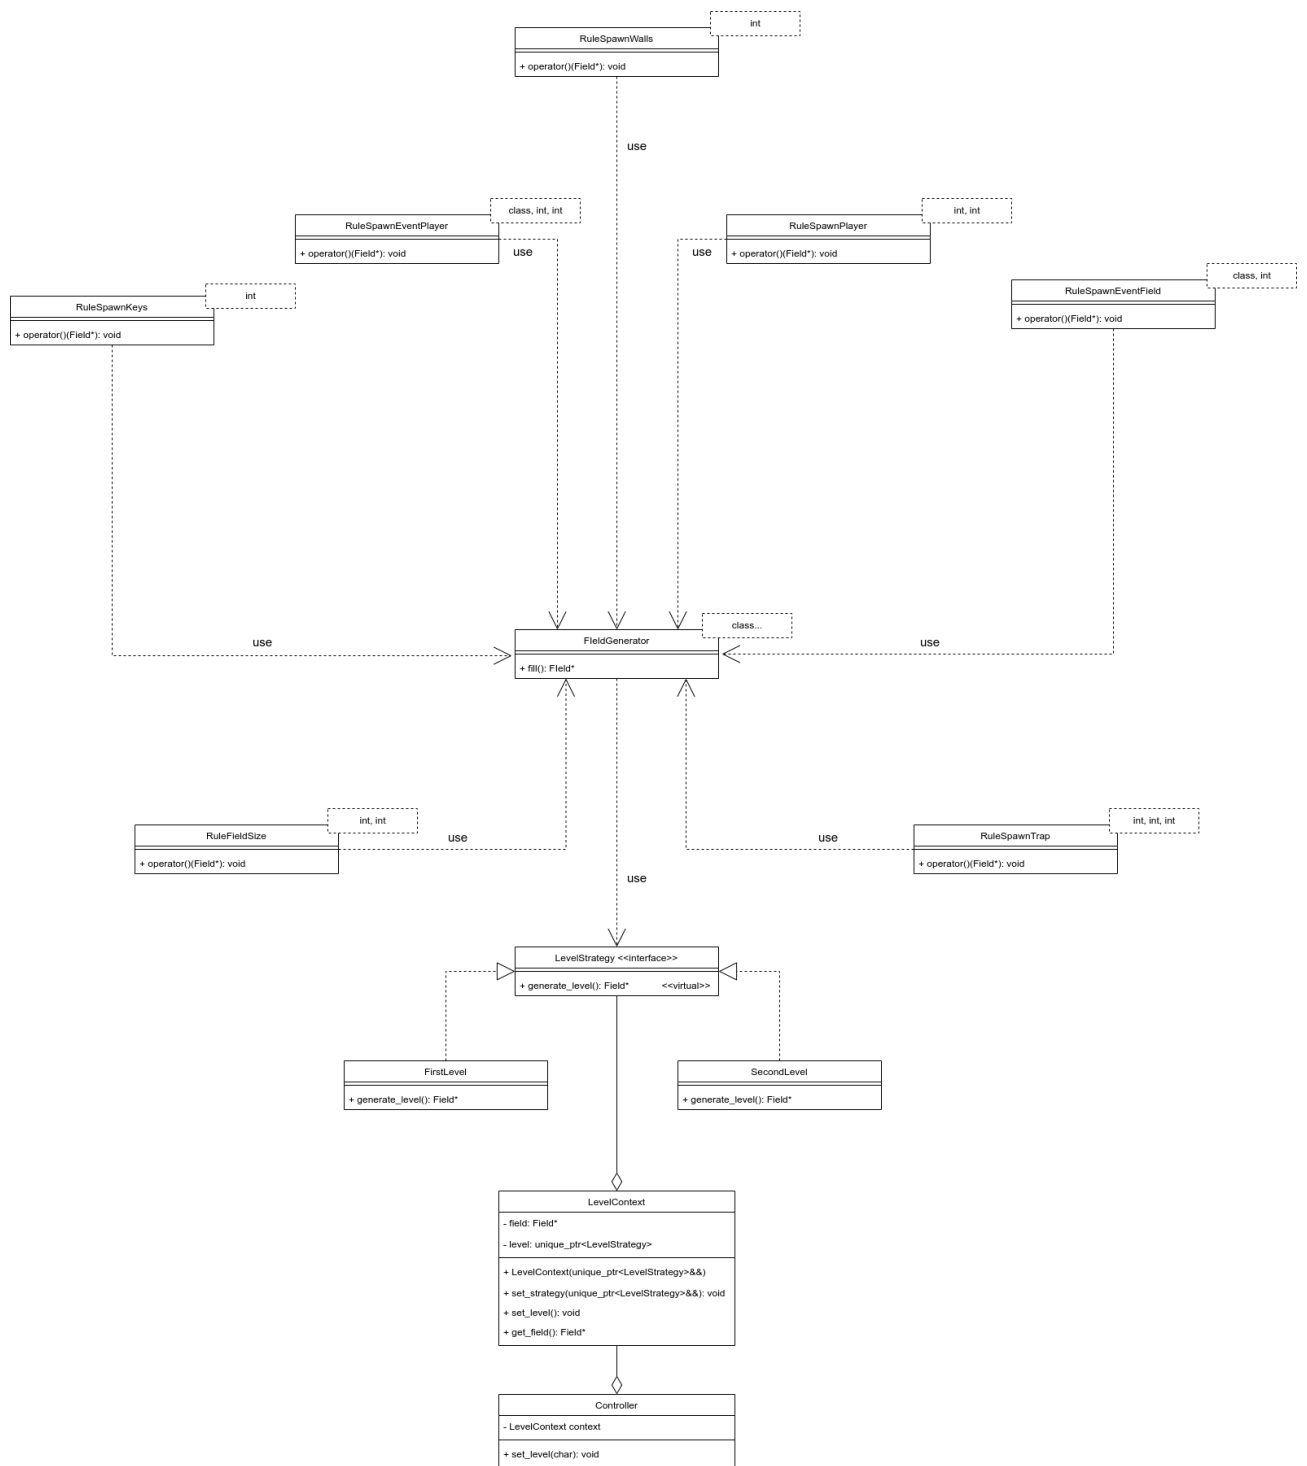 int
RuleSpawnWalls
+ operator()(Field*): void
use
class, int, int
RuleSpawnEventPlayer
+ operator()(Field*): void
use
int, int
RuleSpawnPlayer
+ operator()(Field*): void
use
class, int
RuleSpawnEventField
+ operator()(Field*): void
int
RuleSpawnKeys
+ operator()(Field*): void
use
class...
FIeldGenerator
+ fill(): FIeld*
use
int, int
RuleFieldSize
+ operator()(Field*): void
use
int, int, int
RuleSpawnTrap
+ operator()(Field*): void
use
use
LevelStrategy <<interface>>
+ generate_level(): Field* <<virtual>>
FirstLevel
+ generate_level(): Field*
SecondLevel
+ generate_level(): Field*
LevelContext
- field: Field*
- level: unique_ptr<LevelStrategy>
+ LevelContext(unique_ptr<LevelStrategy>&&)
+ set_strategy(unique_ptr<LevelStrategy>&&): void
+ set_level(): void
+ get_field(): Field*
Controller
- LevelContext context
+ set_level(char): void